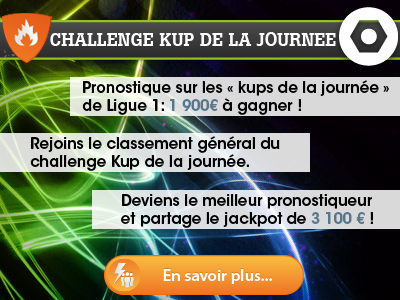 CHALLENGE KUP DE LA JOURNEE
Pronostique sur les « kups de la journée »
de Ligue 1: 1 900€ à gagner !
Rejoins le classement général du
challenge Kup de la journée.
Deviens le meilleur pronostiqueur
et partage le jackpot de 3 100 € !
En savoir plus...